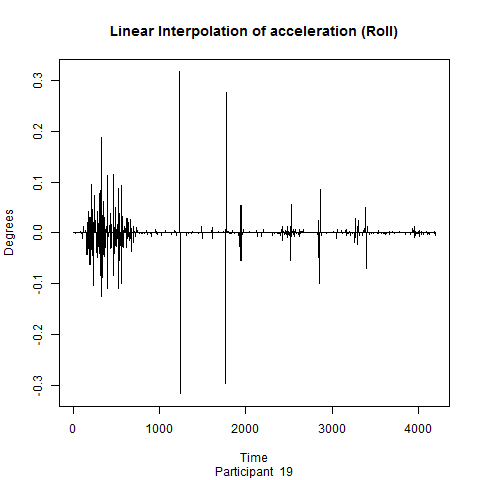 Linear Interpolation of acceleration (Roll)
Degrees
0.3
0.2
0.1
0.0
-0.1
-0.2
-0.3
0 1000 2000 3000 4000
Time
Participant 19